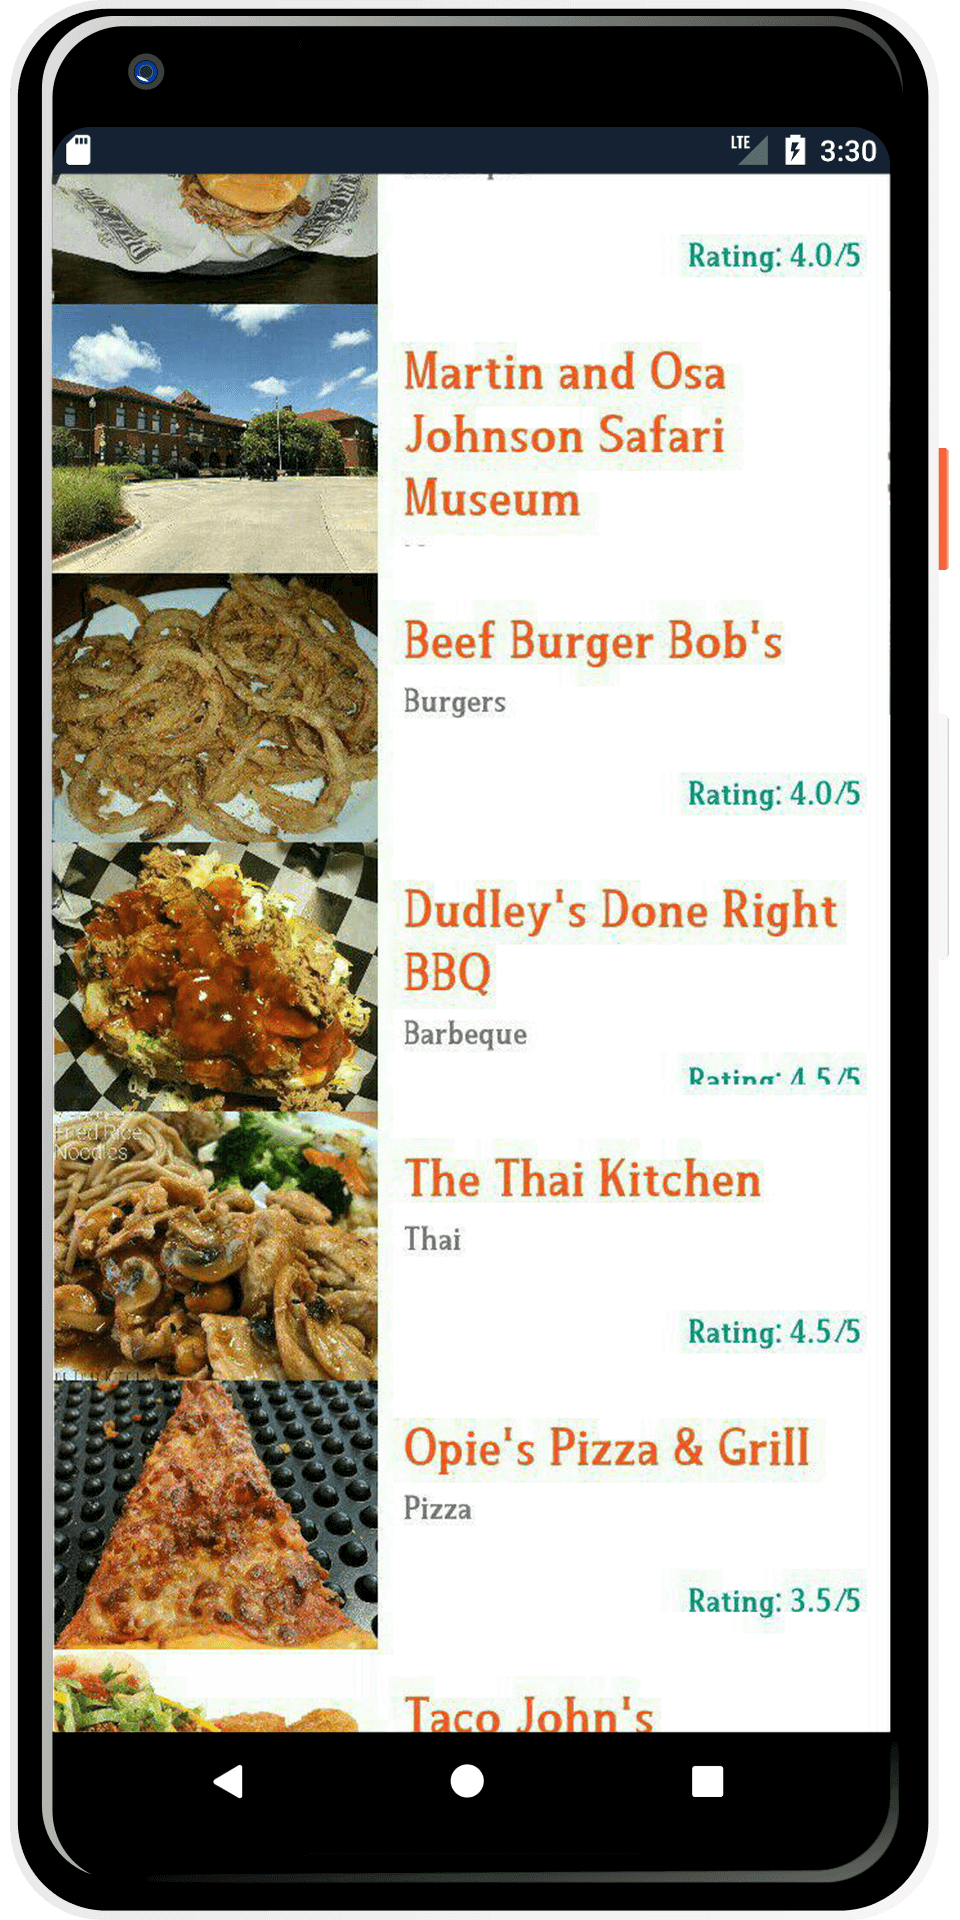 LTE 3:30
Rating: 4.0/5
Martin and Osa
Johnson Safari
Museum
Beef Burger Bob's
Burgers
Rating: 4.0/5
Dudley's Done Right
BBQ
Barbeque
Rating: 4.5/5
Fried Rice
Noodles
The Thai Kitchen
Thai
Rating: 4.5/5
Opie's Pizza & Grill
Pizza
Rating: 3.5/5
Taco John's